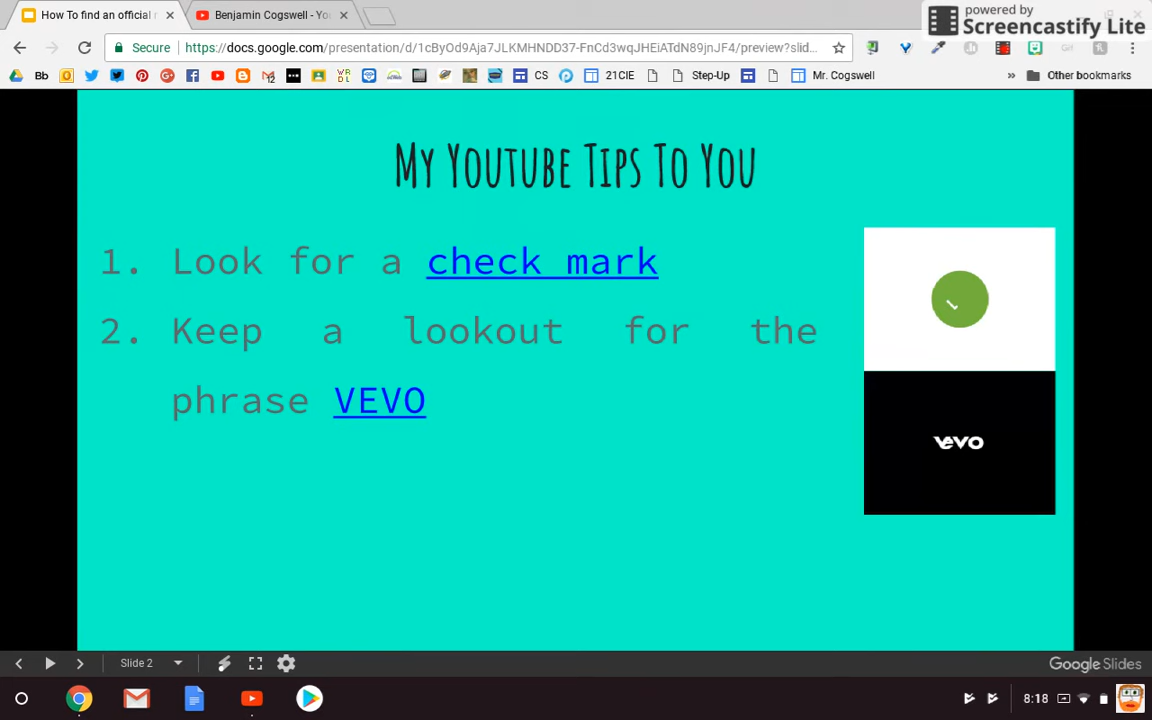 How To find an official
Benjamin Cogswell - Yo
powered by
Screencastify Lite
Secure
https://docs.google.com/presentation/d/1cByOd9Aja7JLKMHNDD37-FnCd3wqJHEiATdN89jnJF4/preview?slid...
Bb
CS
21CIE
Step-Up
Mr. Cogswell
»
Other bookmarks
My Youtube Tips To You
1. Look for a check mark
2. Keep a lookout for the
phrase VEVO
vevo
Slide 2
Google Slides
8:18